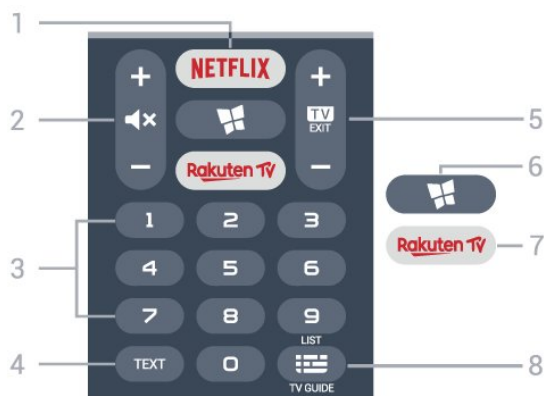 1
NETFLIX
2
TV
EXIT
5
6
Rakuten TV
Rakuten TV
7
1 2 3
3
4 5 6
7 8 9
LIST
4
TEXT 0
8
TV GUIDE